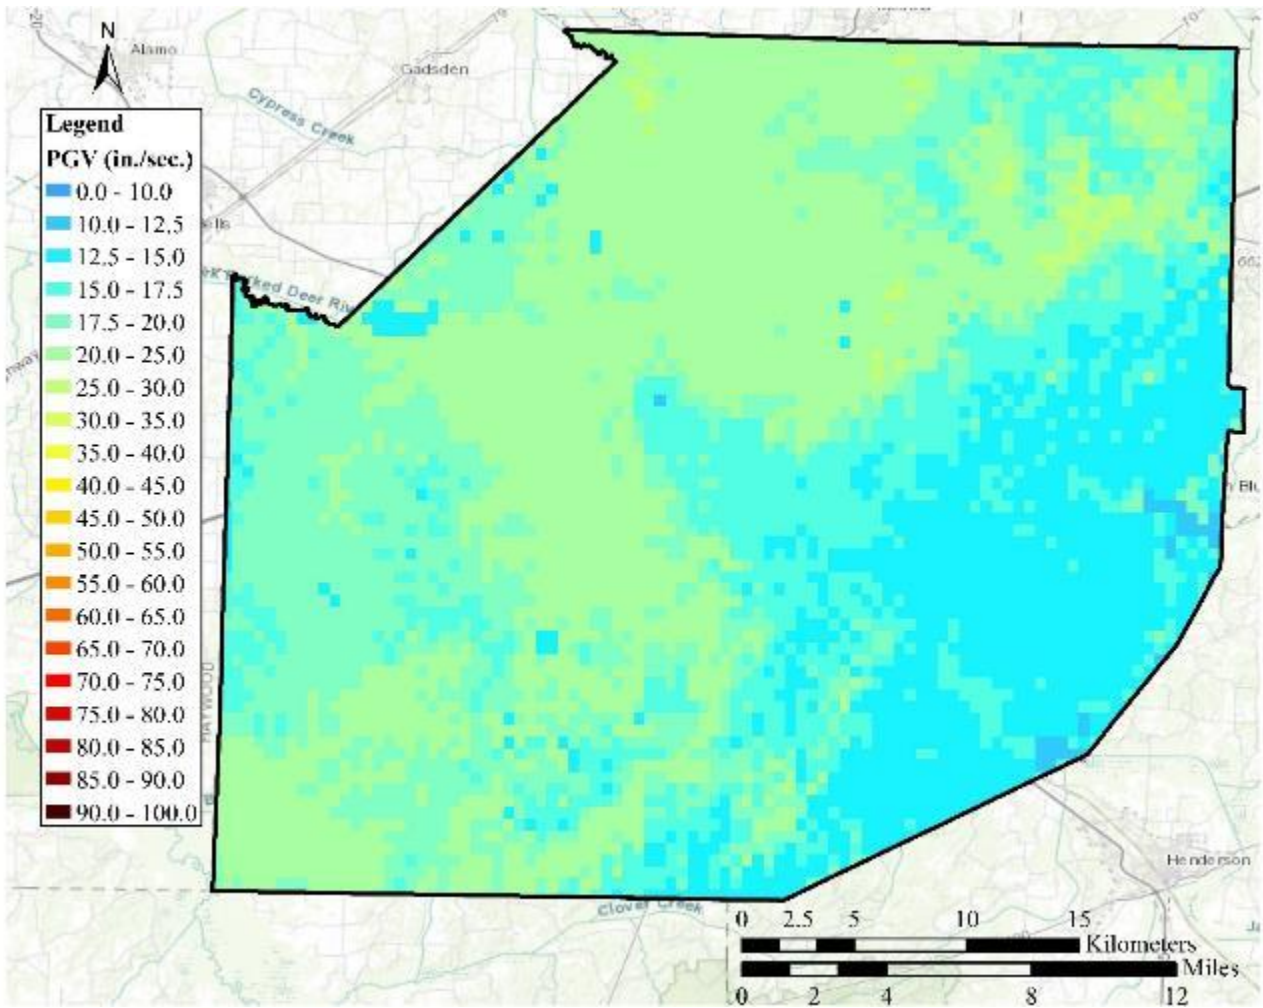 N
Alamo
Gadsden
Cypress Creek
Legend
PGV (in./sec.)
0.0 - 10.0
10.0 - 12.5
12.5 - 15.0
15.0 - 17.5
17.5 - 20.0
20.0 - 25.0
25.0 - 30.0
30.0 - 35.0
35.0 - 40.0
40.0 - 45.0
45.0 - 50.0
50.0 - 55.0
55.0 - 60.0
60.0 - 65.0
65.0 - 70.0
70.0 - 75.0
75.0 - 80.0
80.0 - 85.0
85.0 - 90.0
90.0 - 100.0
ells
rked Deer Riv
HAYWOOD
Blu
Henderson
Clover Creek
0 2.5 5 10 15
Kilometers
Miles
0 2 4 8 12